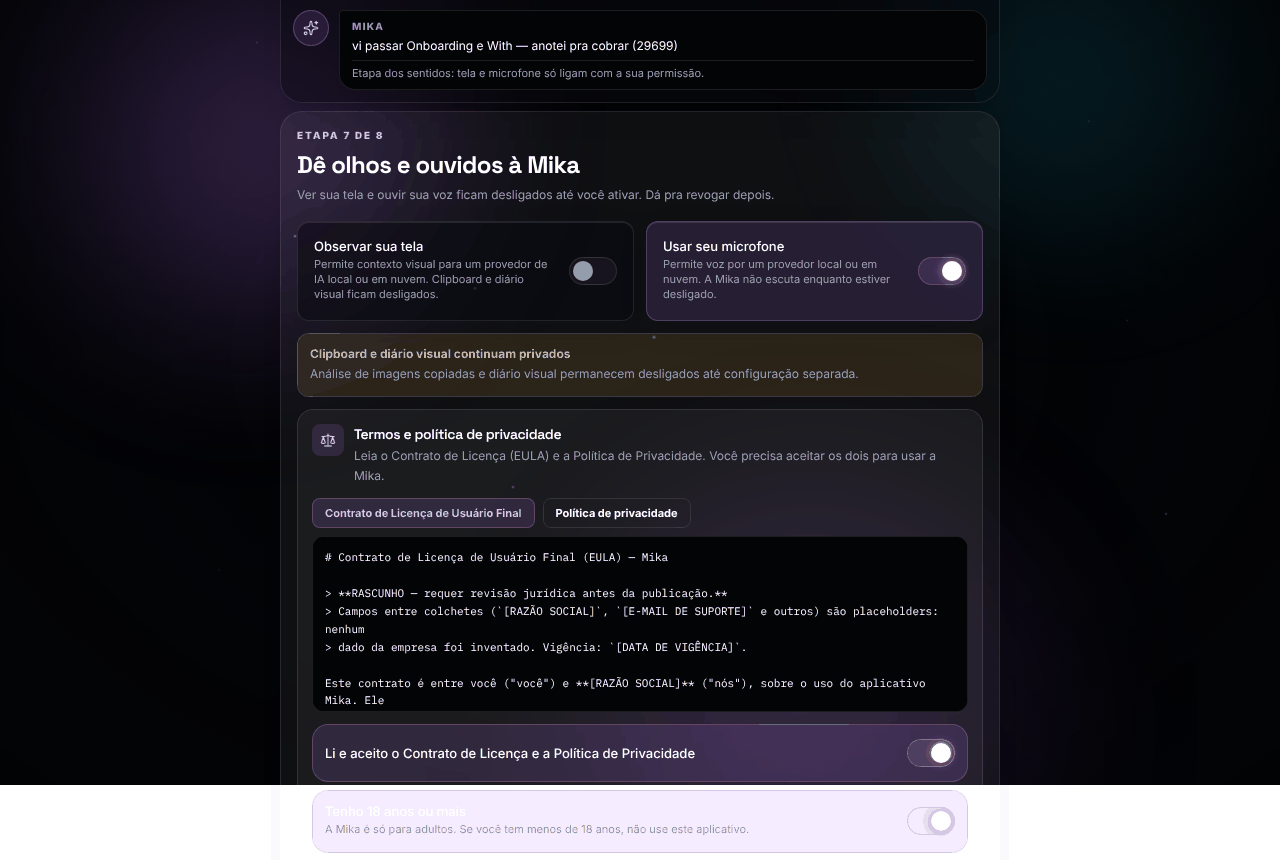 MIKA
vi passar Onboarding e With — anotei pra cobrar (29699)
Etapa dos sentidos: tela e microfone só ligam com a sua permissão.
ETAPA 7 DE 8
Dê olhos e ouvidos à Mika
Ver sua tela e ouvir sua voz ficam desligados até você ativar. Dá pra revogar depois.
Observar sua tela
Permite contexto visual para um provedor de
IA local ou em nuvem. Clipboard e diário
visual ficam desligados.
Usar seu microfone
Permite voz por um provedor local ou em
nuvem. A Mika não escuta enquanto estiver
desligado.
Clipboard e diário visual continuam privados
Análise de imagens copiadas e diário visual permanecem desligados até configuração separada.
Termos e política de privacidade
Leia o Contrato de Licença (EULA) e a Política de Privacidade. Você precisa aceitar os dois para usar a
Mika.
Contrato de Licença de Usuário Final
Política de privacidade
# Contrato de Licença de Usuário Final (EULA) — Mika
> **RASCUNHO — requer revisão jurídica antes da publicação.**
> Campos entre colchetes (`[RAZÃO SOCIAL]`, `[E-MAIL DE SUPORTE]` e outros) são placeholders:
nenhum
> dado da empresa foi inventado. Vigência: `[DATA DE VIGÊNCIA]`.
Este contrato é entre você ("você") e **[RAZÃO SOCIAL]** ("nós"), sobre o uso do aplicativo
Mika. Ele
Li e aceito o Contrato de Licença e a Política de Privacidade
Tenho 18 anos ou mais
A Mika é só para adultos. Se você tem menos de 18 anos, não use este aplicativo.